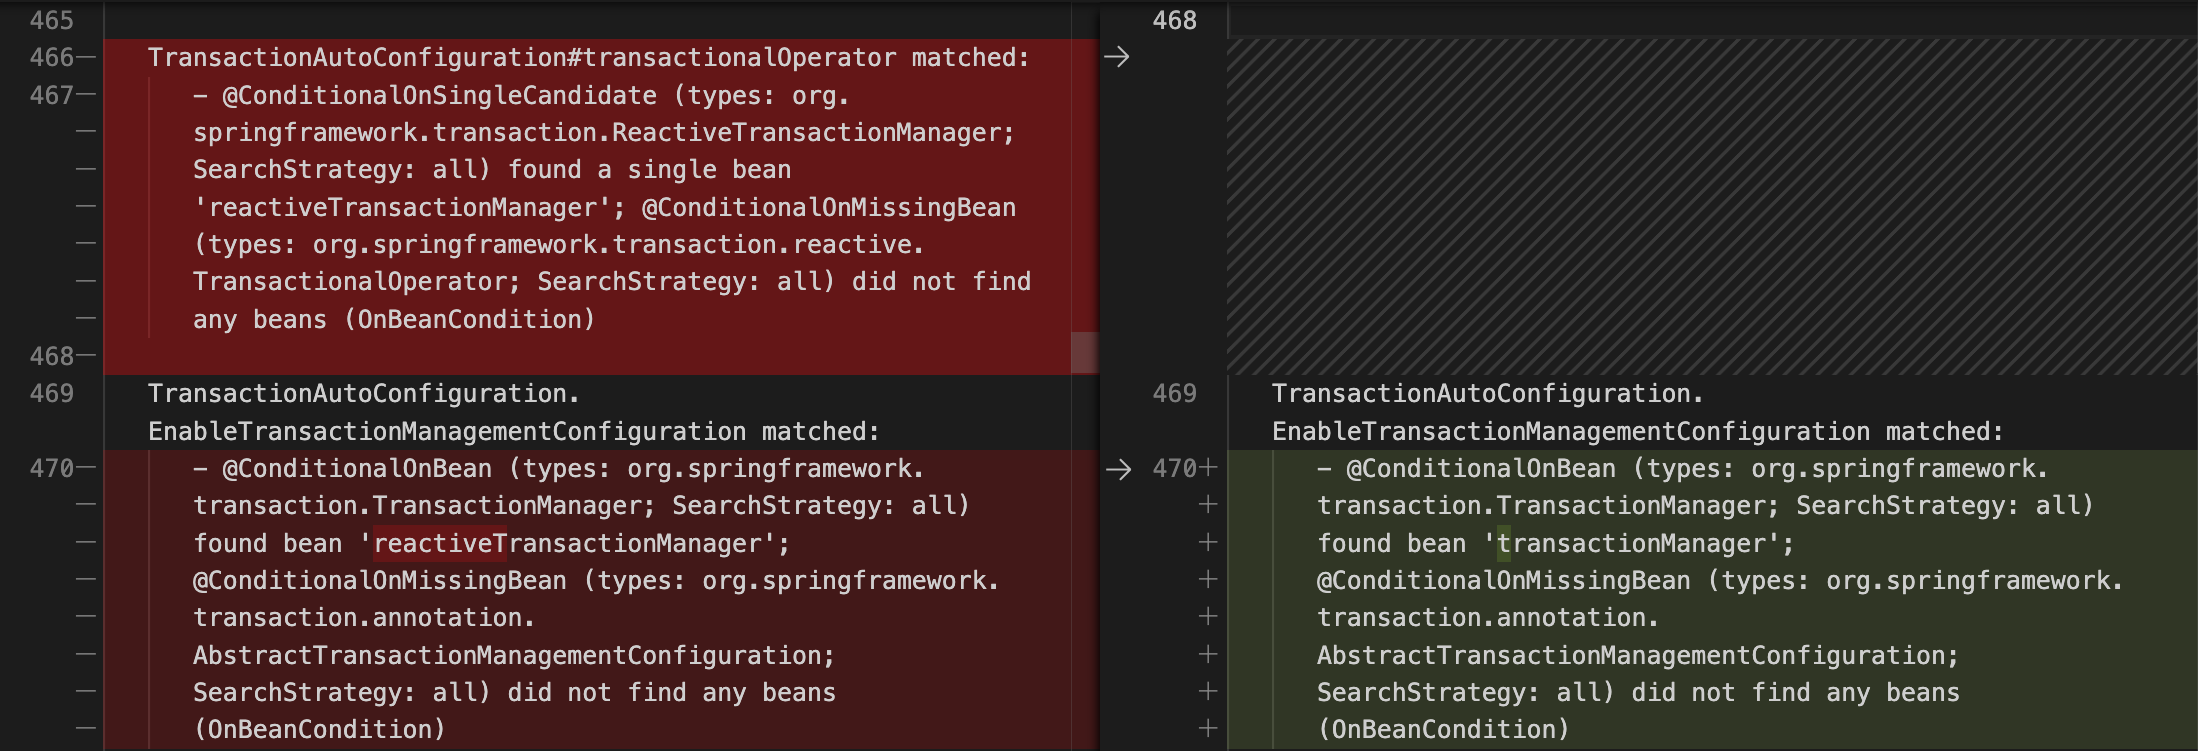 465
466— TransactionAutoConfiguration#transactionalOperator matched:
467— – @ConditionalOnSingleCandidate (types: org.
— springframework.transaction.ReactiveTransactionManager;
— SearchStrategy: all) found a single bean
— 'reactiveTransactionManager'; @ConditionalOnMissingBean
— (types: org.springframework.transaction.reactive.
— TransactionalOperator; SearchStrategy: all) did not find
— any beans (OnBeanCondition)
468—
469 TransactionAutoConfiguration.
EnableTransactionManagementConfiguration matched:
470— – @ConditionalOnBean (types: org.springframework.
— transaction.TransactionManager; SearchStrategy: all)
— found bean 'reactiveTransactionManager';
— @ConditionalOnMissingBean (types: org.springframework.
— transaction.annotation.
— AbstractTransactionManagementConfiguration;
— SearchStrategy: all) did not find any beans
— (OnBeanCondition)
468
→
469 TransactionAutoConfiguration.
EnableTransactionManagementConfiguration matched:
→ 470+ – @ConditionalOnBean (types: org.springframework.
+ transaction.TransactionManager; SearchStrategy: all)
+ found bean 'transactionManager';
+ @ConditionalOnMissingBean (types: org.springframework.
+ transaction.annotation.
+ AbstractTransactionManagementConfiguration;
+ SearchStrategy: all) did not find any beans
+ (OnBeanCondition)